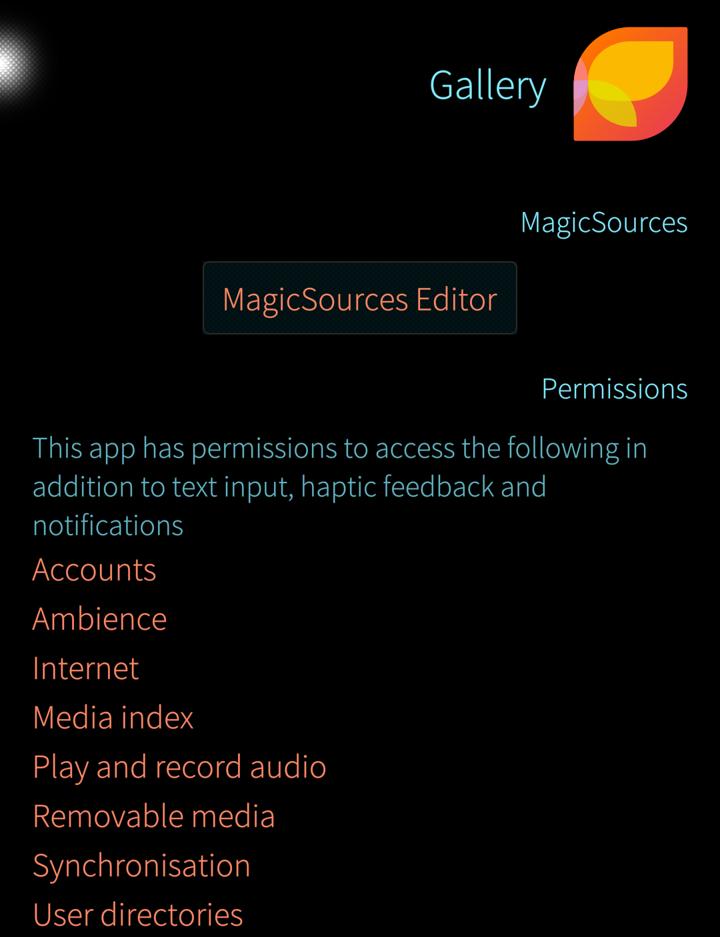 Gallery
MagicSources
MagicSources Editor
Permissions
This app has permissions to access the following in
addition to text input, haptic feedback and
notifications
Accounts
Ambience
Internet
Media index
Play and record audio
Removable media
Synchronisation
User directories